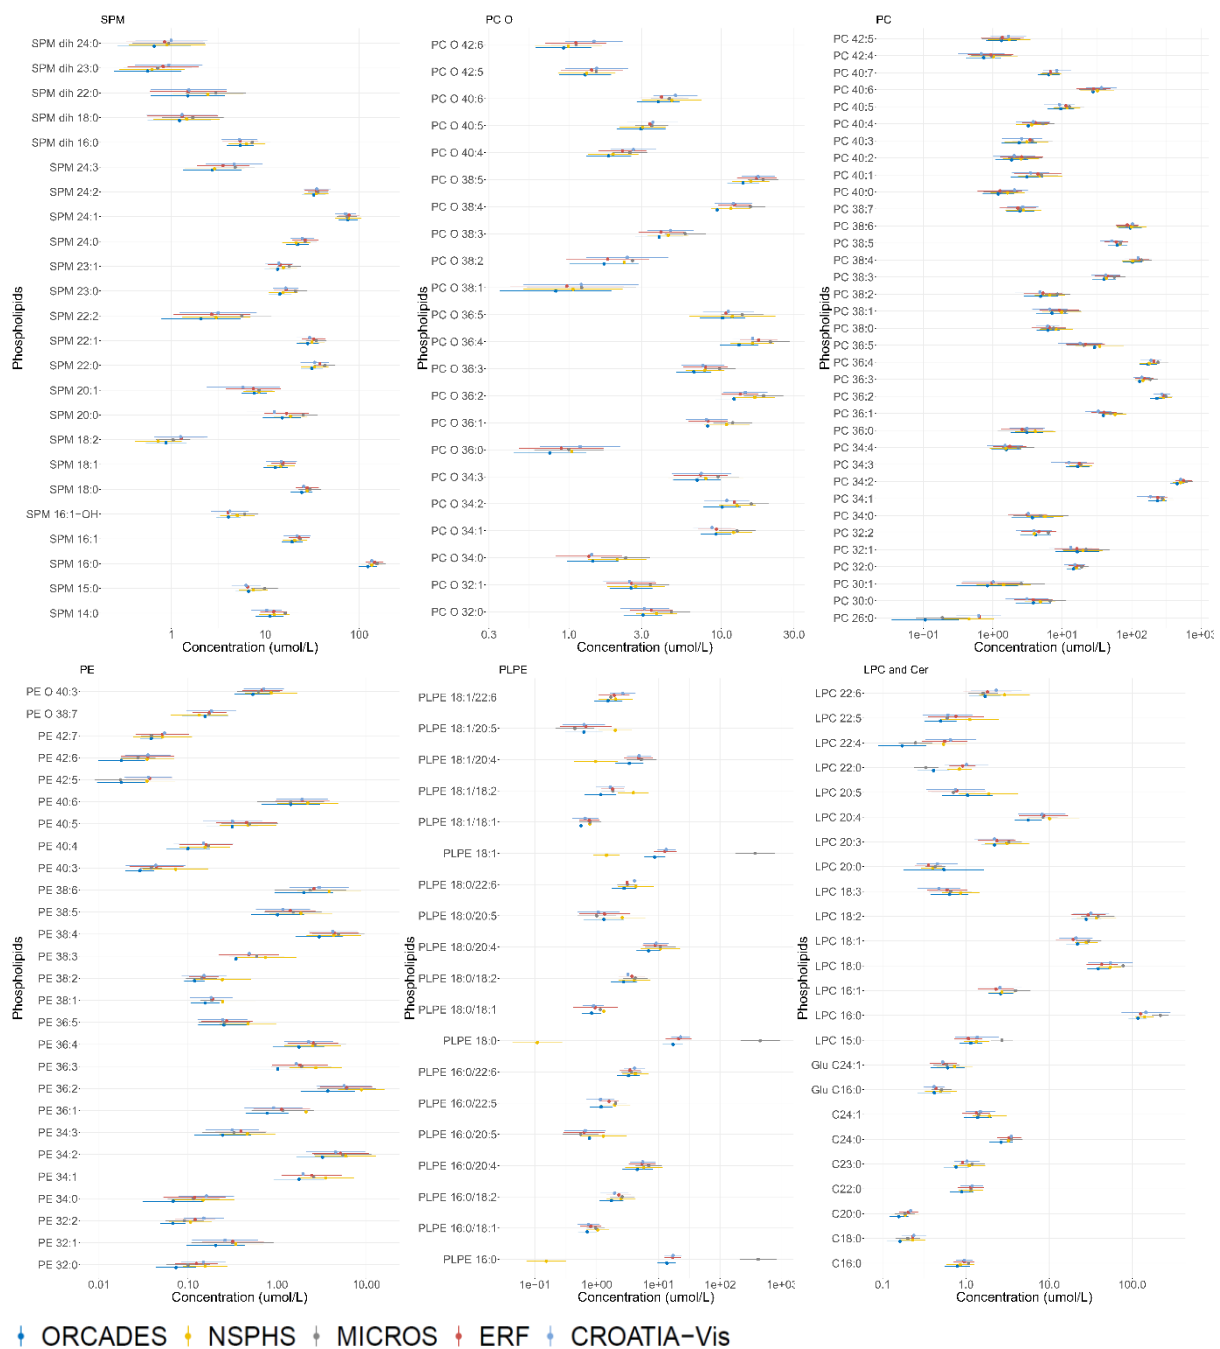 SPM
SPM dih 24:0
SPM dih 23:0
SPM dih 22:0
SPM dih 18:0
SPM dih 16:0
SPM 24:3
SPM 24:2
SPM 24:1
SPM 24:0
SPM 23:1
SPM 23:0
SPM 22:2
SPM 22:1
SPM 22:0
SPM 20:1
SPM 20:0
SPM 18:2
SPM 18:1
SPM 18:0
SPM 16:1−OH
SPM 16:1
SPM 16:0
SPM 15:0
SPM 14:0
Phospholipids
1 10 100
Concentration (umol/L)
PC O
PC O 42:6
PC O 42:5
PC O 40:6
PC O 40:5
PC O 40:4
PC O 38:5
PC O 38:4
PC O 38:3
PC O 38:2
PC O 38:1
PC O 36:5
PC O 36:4
PC O 36:3
PC O 36:2
PC O 36:1
PC O 36:0
PC O 34:3
PC O 34:2
PC O 34:1
PC O 34:0
PC O 32:1
PC O 32:0
Phospholipids
0.3 1.0 3.0 10.0 30.0
Concentration (umol/L)
PC
PC 42:5
PC 42:4
PC 40:7
PC 40:6
PC 40:5
PC 40:4
PC 40:3
PC 40:2
PC 40:1
PC 40:0
PC 38:7
PC 38:6
PC 38:5
PC 38:4
PC 38:3
PC 38:2
PC 38:1
PC 38:0
PC 36:5
PC 36:4
PC 36:3
PC 36:2
PC 36:1
PC 36:0
PC 34:4
PC 34:3
PC 34:2
PC 34:1
PC 34:0
PC 32:2
PC 32:1
PC 32:0
PC 30:1
PC 30:0
PC 26:0
Phospholipids
1e−01 1e+00 1e+01 1e+02 1e+03
Concentration (umol/L)
PE
PE O 40:3
PE O 38:7
PE 42:7
PE 42:6
PE 42:5
PE 40:6
PE 40:5
PE 40:4
PE 40:3
PE 38:6
PE 38:5
PE 38:4
PE 38:3
PE 38:2
PE 38:1
PE 36:5
PE 36:4
PE 36:3
PE 36:2
PE 36:1
PE 34:3
PE 34:2
PE 34:1
PE 34:0
PE 32:2
PE 32:1
PE 32:0
Phospholipids
0.01 0.10 1.00 10.00
Concentration (umol/L)
PLPE
PLPE 18:1/22:6
PLPE 18:1/20:5
PLPE 18:1/20:4
PLPE 18:1/18:2
PLPE 18:1/18:1
PLPE 18:1
PLPE 18:0/22:6
PLPE 18:0/20:5
PLPE 18:0/20:4
PLPE 18:0/18:2
PLPE 18:0/18:1
PLPE 18:0
PLPE 16:0/22:6
PLPE 16:0/22:5
PLPE 16:0/20:5
PLPE 16:0/20:4
PLPE 16:0/18:2
PLPE 16:0/18:1
PLPE 16:0
Phospholipids
1e−01 1e+00 1e+01 1e+02 1e+03
Concentration (umol/L)
LPC and Cer
LPC 22:6
LPC 22:5
LPC 22:4
LPC 22:0
LPC 20:5
LPC 20:4
LPC 20:3
LPC 20:0
LPC 18:3
LPC 18:2
LPC 18:1
LPC 18:0
LPC 16:1
LPC 16:0
LPC 15:0
Glu C24:1
Glu C16:0
C24:1
C24:0
C23:0
C22:0
C20:0
C18:0
C16:0
Phospholipids
0.1 1.0 10.0 100.0
Concentration (umol/L)
ORCADES NSPHS MICROS ERF CROATIA−Vis